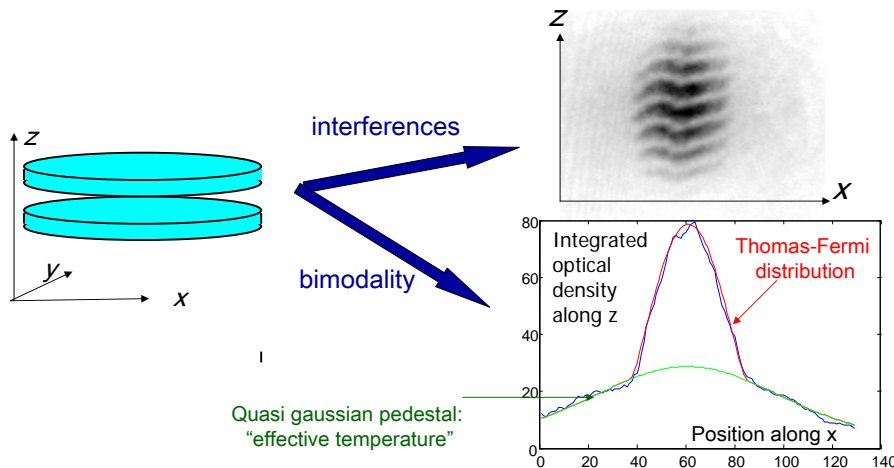 z
y
x
interferences
bimodality
z
x
Integrated
optical
density
along z
Thomas-Fermi
distribution
80
60
40
20
0
Position along x
0 20 40 60 80 100 120 140
Quasi gaussian pedestal:
“effective temperature”